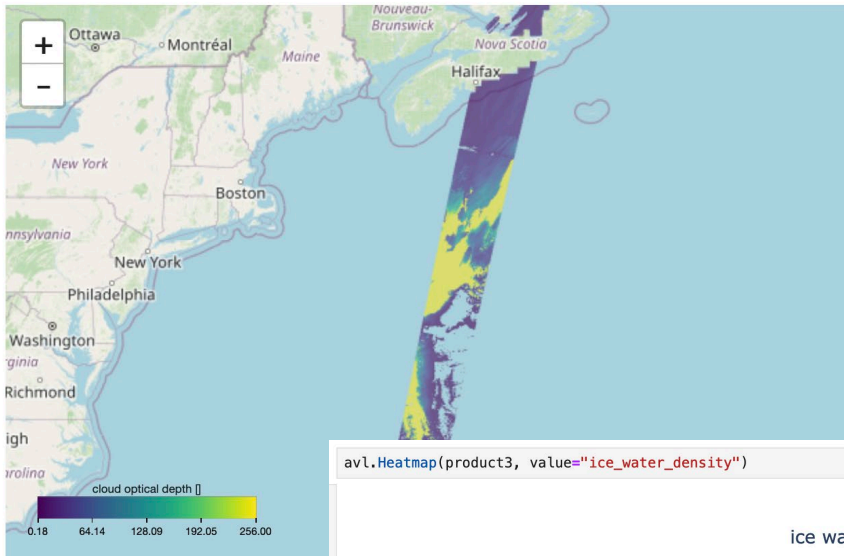 Nouveau-
Brunswick
Ottawa
Montréal
Nova Scotia
Maine
Halifax
+
-
New York
Boston
nnsylvania
New York
Philadelphia
Washington
rginia
Richmond
igh
arolina
cloud optical depth []
0.18 64.14 128.09 192.05 256.00
avl.Heatmap(product3, value="ice_water_density")
ice wa